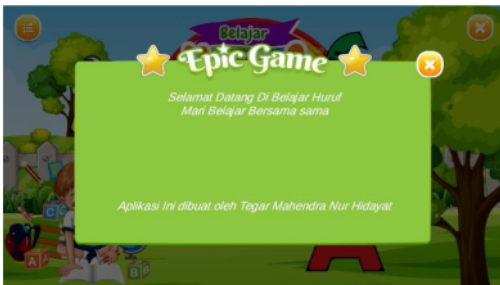 Belajar
Epic Game
Selamat Datang Di Belajar Huruf
Mari Belajar Bersama sama
Aplikasi Ini dibuat oleh Tegar Mahendra Nur Hidayat
C
A
A
B